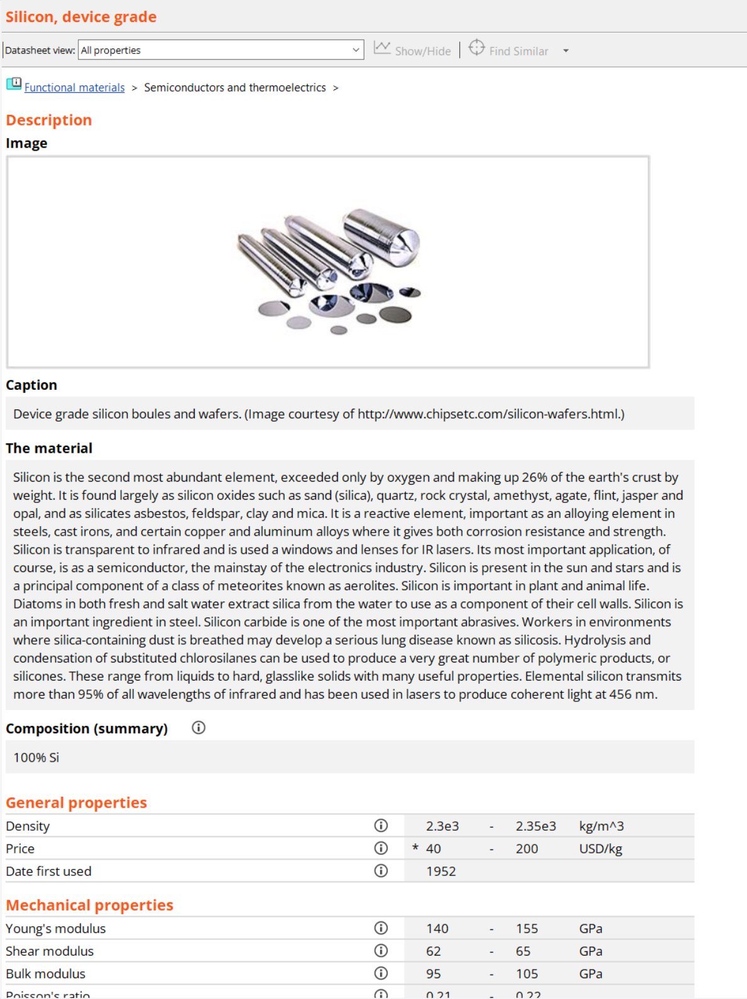 Silicon, device grade
Datasheet view: All properties Show/Hide Find Similar
Functional materials > Semiconductors and thermoelectrics >
Description
Image
Caption
Device grade silicon boules and wafers. (Image courtesy of http://www.chipsetc.com/silicon-wafers.html.)
The material
Silicon is the second most abundant element, exceeded only by oxygen and making up 26% of the earth's crust by
weight. It is found largely as silicon oxides such as sand (silica), quartz, rock crystal, amethyst, agate, flint, jasper and
opal, and as silicates asbestos, feldspar, clay and mica. It is a reactive element, important as an alloying element in
steels, cast irons, and certain copper and aluminum alloys where it gives both corrosion resistance and strength.
Silicon is transparent to infrared and is used a windows and lenses for IR lasers. Its most important application, of
course, is as a semiconductor, the mainstay of the electronics industry. Silicon is present in the sun and stars and is
a principal component of a class of meteorites known as aerolites. Silicon is important in plant and animal life.
Diatoms in both fresh and salt water extract silica from the water to use as a component of their cell walls. Silicon is
an important ingredient in steel. Silicon carbide is one of the most important abrasives. Workers in environments
where silica-containing dust is breathed may develop a serious lung disease known as silicosis. Hydrolysis and
condensation of substituted chlorosilanes can be used to produce a very great number of polymeric products, or
silicones. These range from liquids to hard, glasslike solids with many useful properties. Elemental silicon transmits
more than 95% of all wavelengths of infrared and has been used in lasers to produce coherent light at 456 nm.
Composition (summary)
100% Si
General properties
Density 2.3e3 - 2.35e3 kg/m^3
Price * 40 - 200 USD/kg
Date first used 1952
Mechanical properties
Young's modulus 140 - 155 GPa
Shear modulus 62 - 65 GPa
Bulk modulus 95 - 105 GPa
Poisson's ratio 0.21 - 0.22